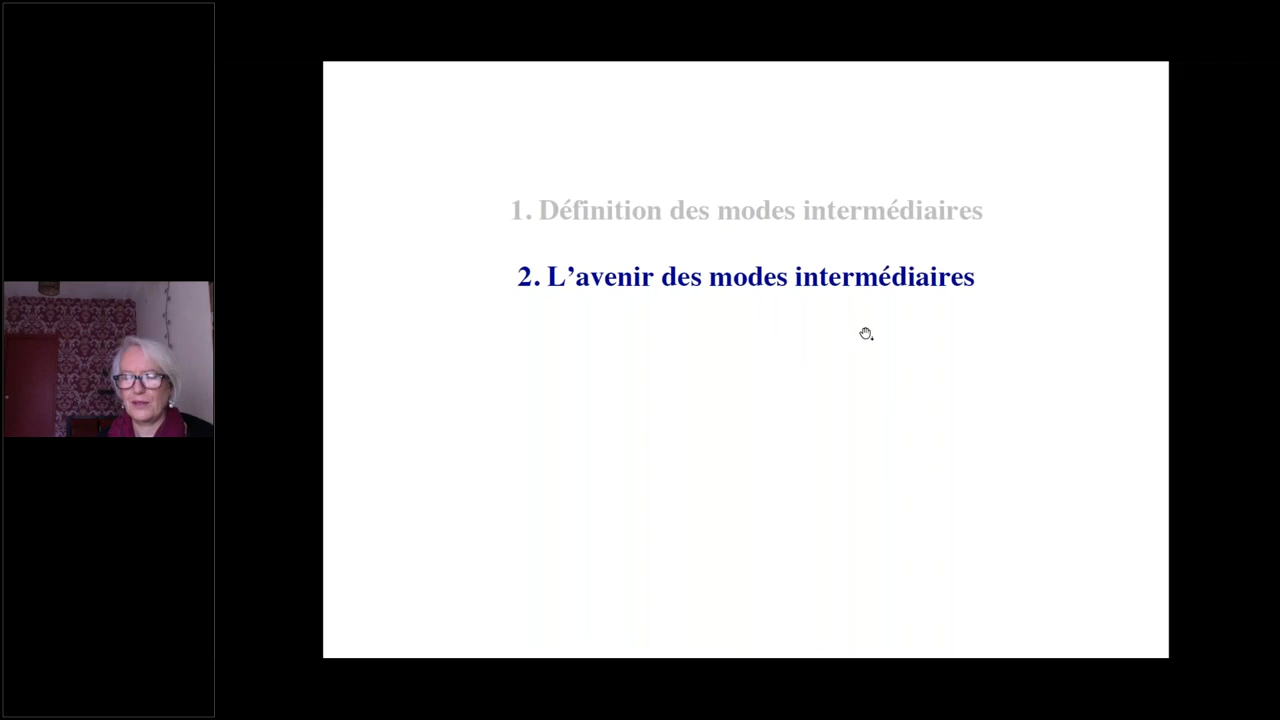 1. Définition des modes intermédiaires
2. L’avenir des modes intermédiaires